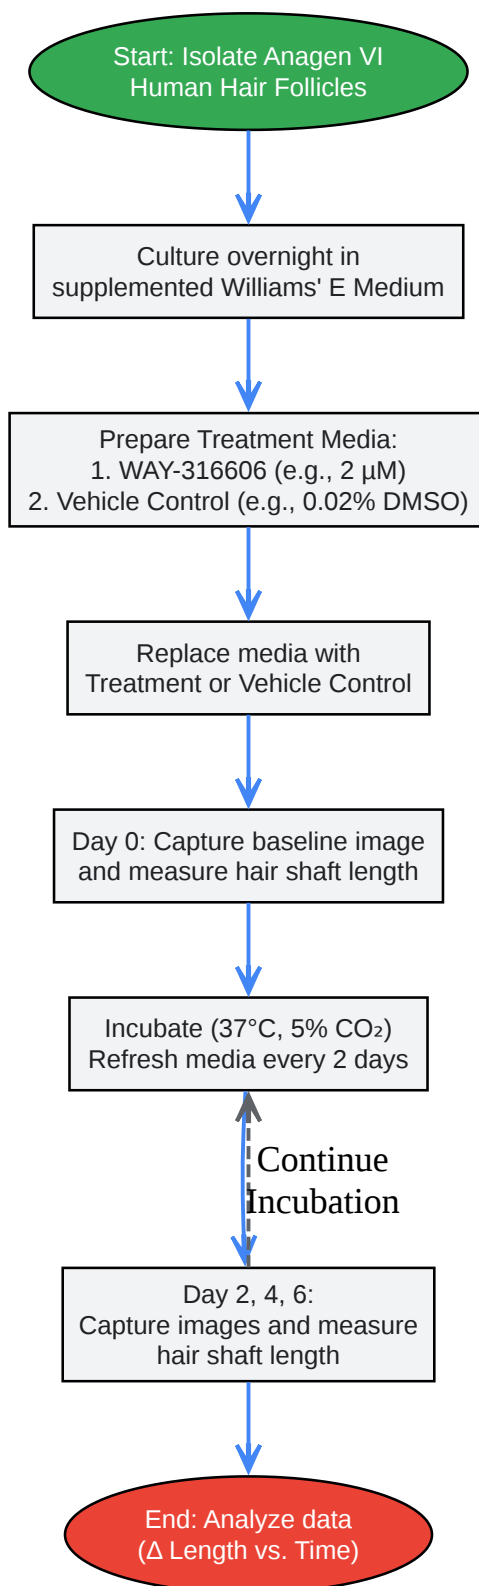 Start: Isolate Anagen VI
Human Hair Follicles
Culture overnight in
supplemented Williams' E Medium
Prepare Treatment Media:
1. WAY-316606 (e.g., 2 µM)
2. Vehicle Control (e.g., 0.02% DMSO)
Replace media with
Treatment or Vehicle Control
Day 0: Capture baseline image
and measure hair shaft length
Incubate (37°C, 5% CO₂)
Refresh media every 2 days
Continue
Incubation
Day 2, 4, 6:
Capture images and measure
hair shaft length
End: Analyze data
(Δ Length vs. Time)